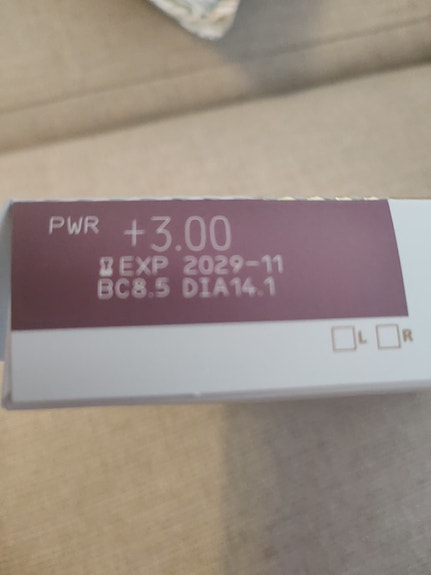 PWR +3.00
EXP 2029-11
BC8.5 DIA14.1
L R